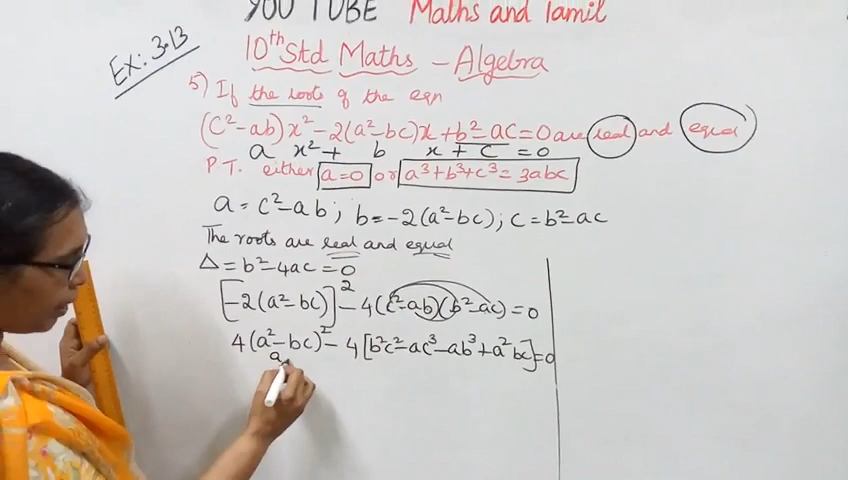 YOU TUBE Maths and Tamil
Ex: 3.13
10th Std Maths - Algebra
5) If the roots of the eqn
(C²-ab)x²-2(a²-bc)x+b²-ac=0 are real and equal
a x² + b x + c = 0
P.T. either a=0 or a³+b³+c³=3abc
a = c²-ab; b=-2(a²-bc); c = b²-ac
The roots are real and equal
Δ = b²-4ac = 0
[-2(a²-bc)]² - 4(c²-ab)(b²-ac) = 0
4(a²-bc)² - 4[b²c²-ac³-ab³+a²bc]=0
a